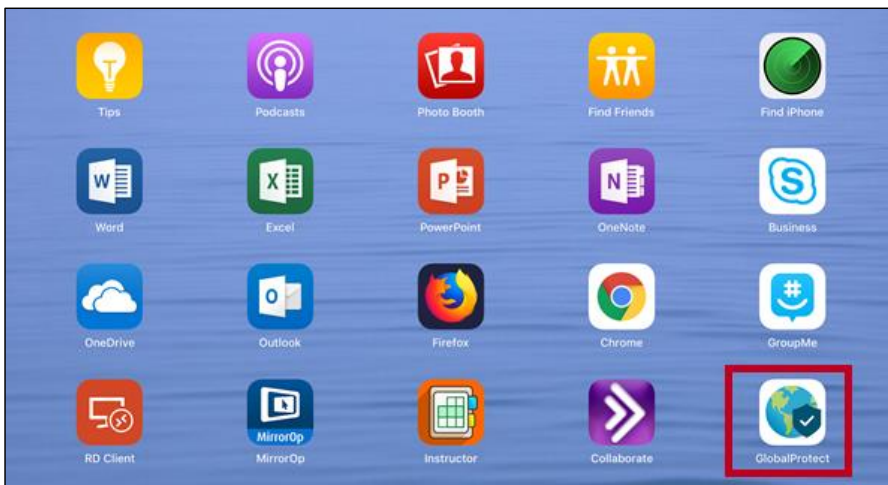 Tips Podcasts Photo Booth Find Friends Find iPhone
W X P N S
Word Excel PowerPoint OneNote Business
O #
OneDrive Outlook Firefox Chrome GroupMe
MirrorOp
RD Client MirrorOp Instructor Collaborate GlobalProtect